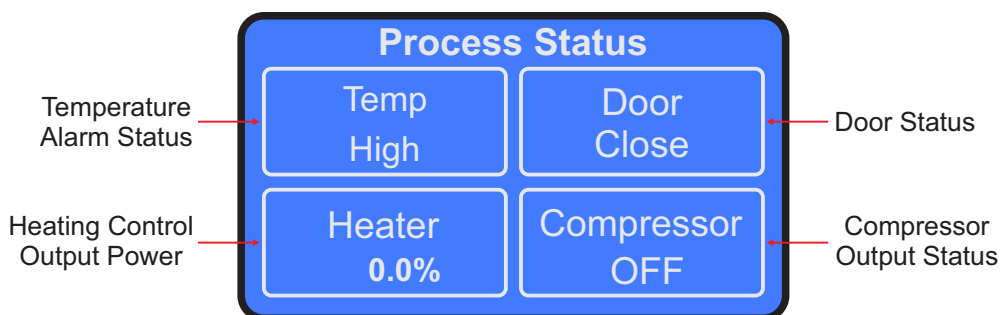 Process Status
Temperature
Alarm Status
Temp
High
Door
Close
Door Status
Heating Control
Output Power
Heater
0.0%
Compressor
OFF
Compressor
Output Status